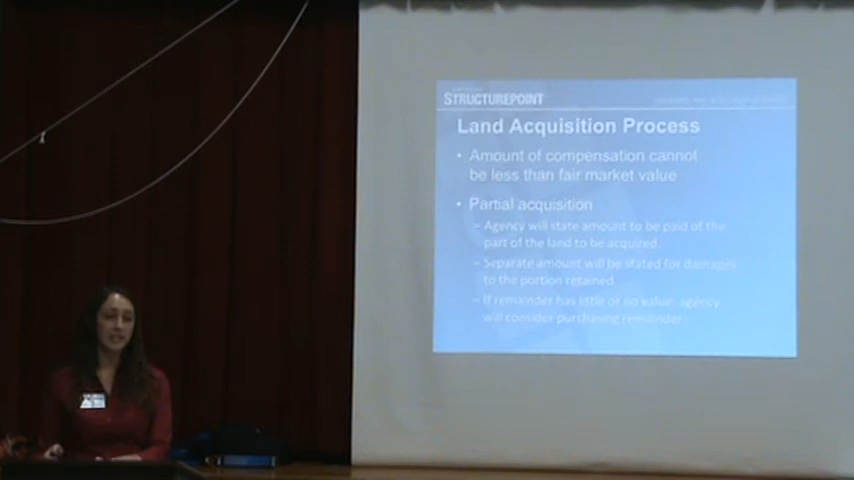 STRUCTUREPOINT
Land Acquisition Process
• Amount of compensation cannot
be less than fair market value
• Partial acquisition
– Agency will state amount to be paid of the
part of the land to be acquired.
– Separate amount will be stated for damages
to the portion retained.
– If remainder has little or no value, agency
will consider purchasing remainder.